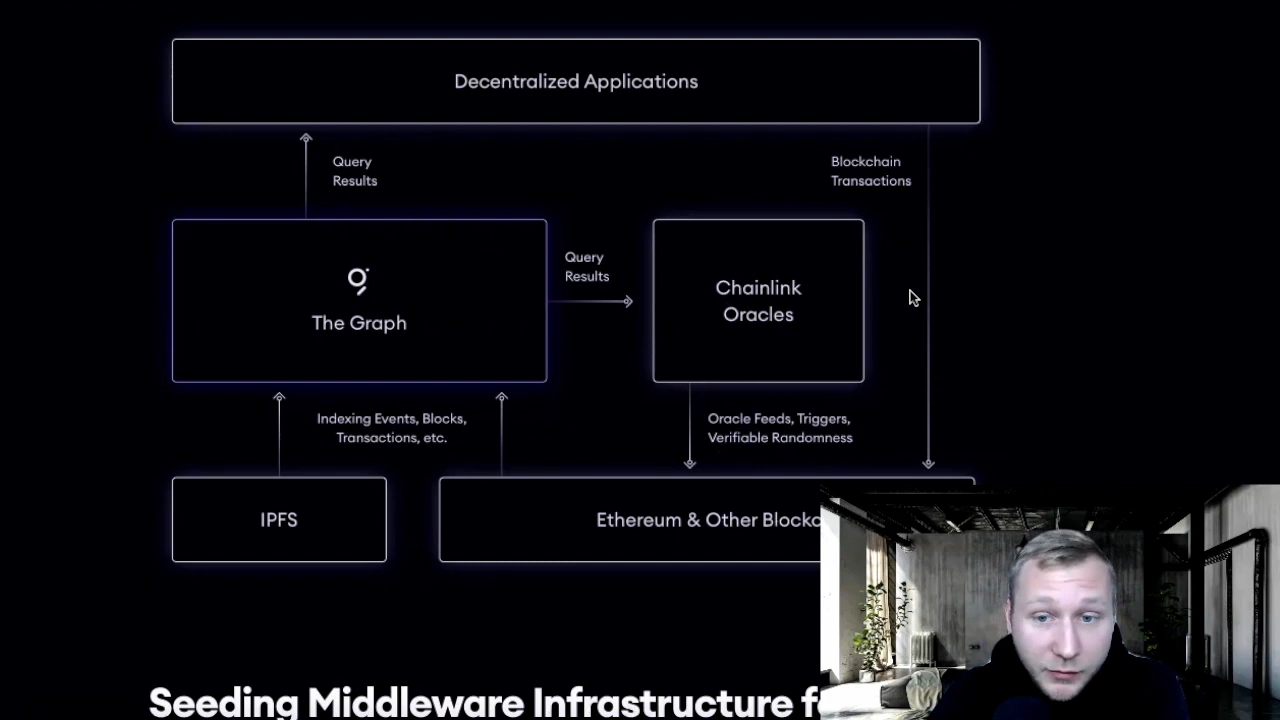 Decentralized Applications
Query
Results
Blockchain
Transactions
The Graph
Query
Results
Chainlink
Oracles
Indexing Events, Blocks,
Transactions, etc.
Oracle Feeds, Triggers,
Verifiable Randomness
IPFS
Ethereum & Other
Seeding Middleware Infrastructure